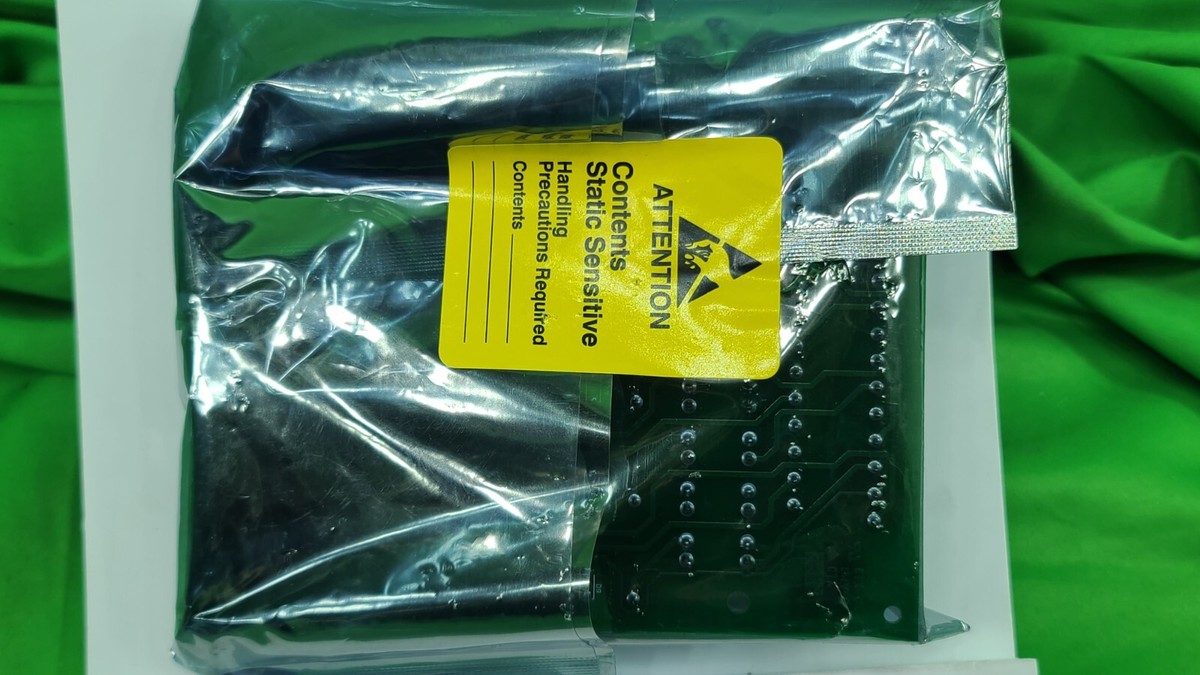 ATTENTION
Contents
Static Sensitive
Handling
Precautions Required
Contents